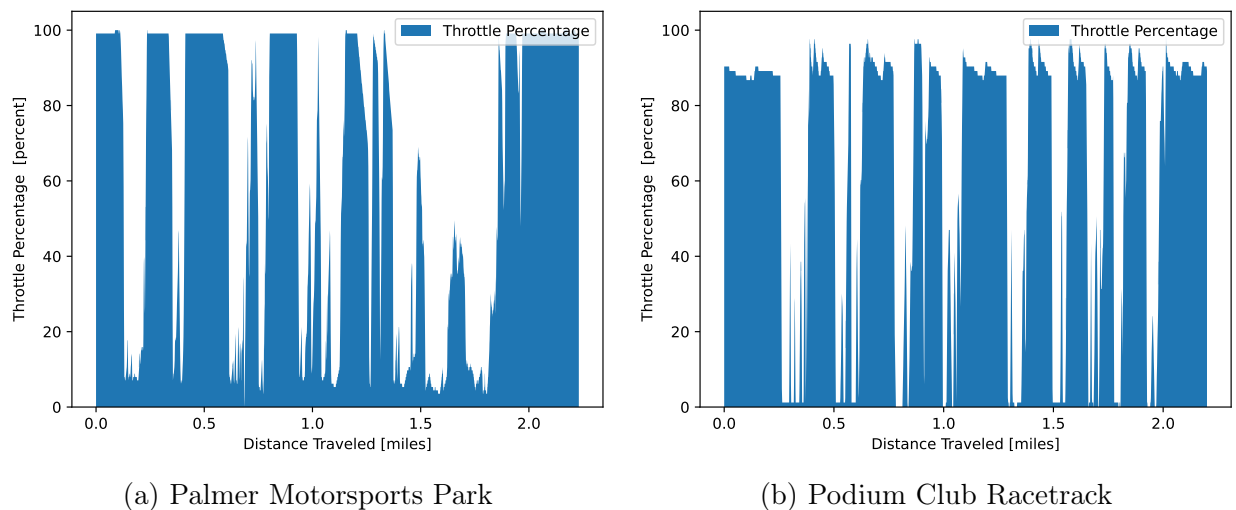 Throttle Percentage
100
80
60
40
20
0
Throttle Percentage [percent]
0.0 0.5 1.0 1.5 2.0
Distance Traveled [miles]
(a) Palmer Motorsports Park
Throttle Percentage
100
80
60
40
20
0
Throttle Percentage [percent]
0.0 0.5 1.0 1.5 2.0
Distance Traveled [miles]
(b) Podium Club Racetrack